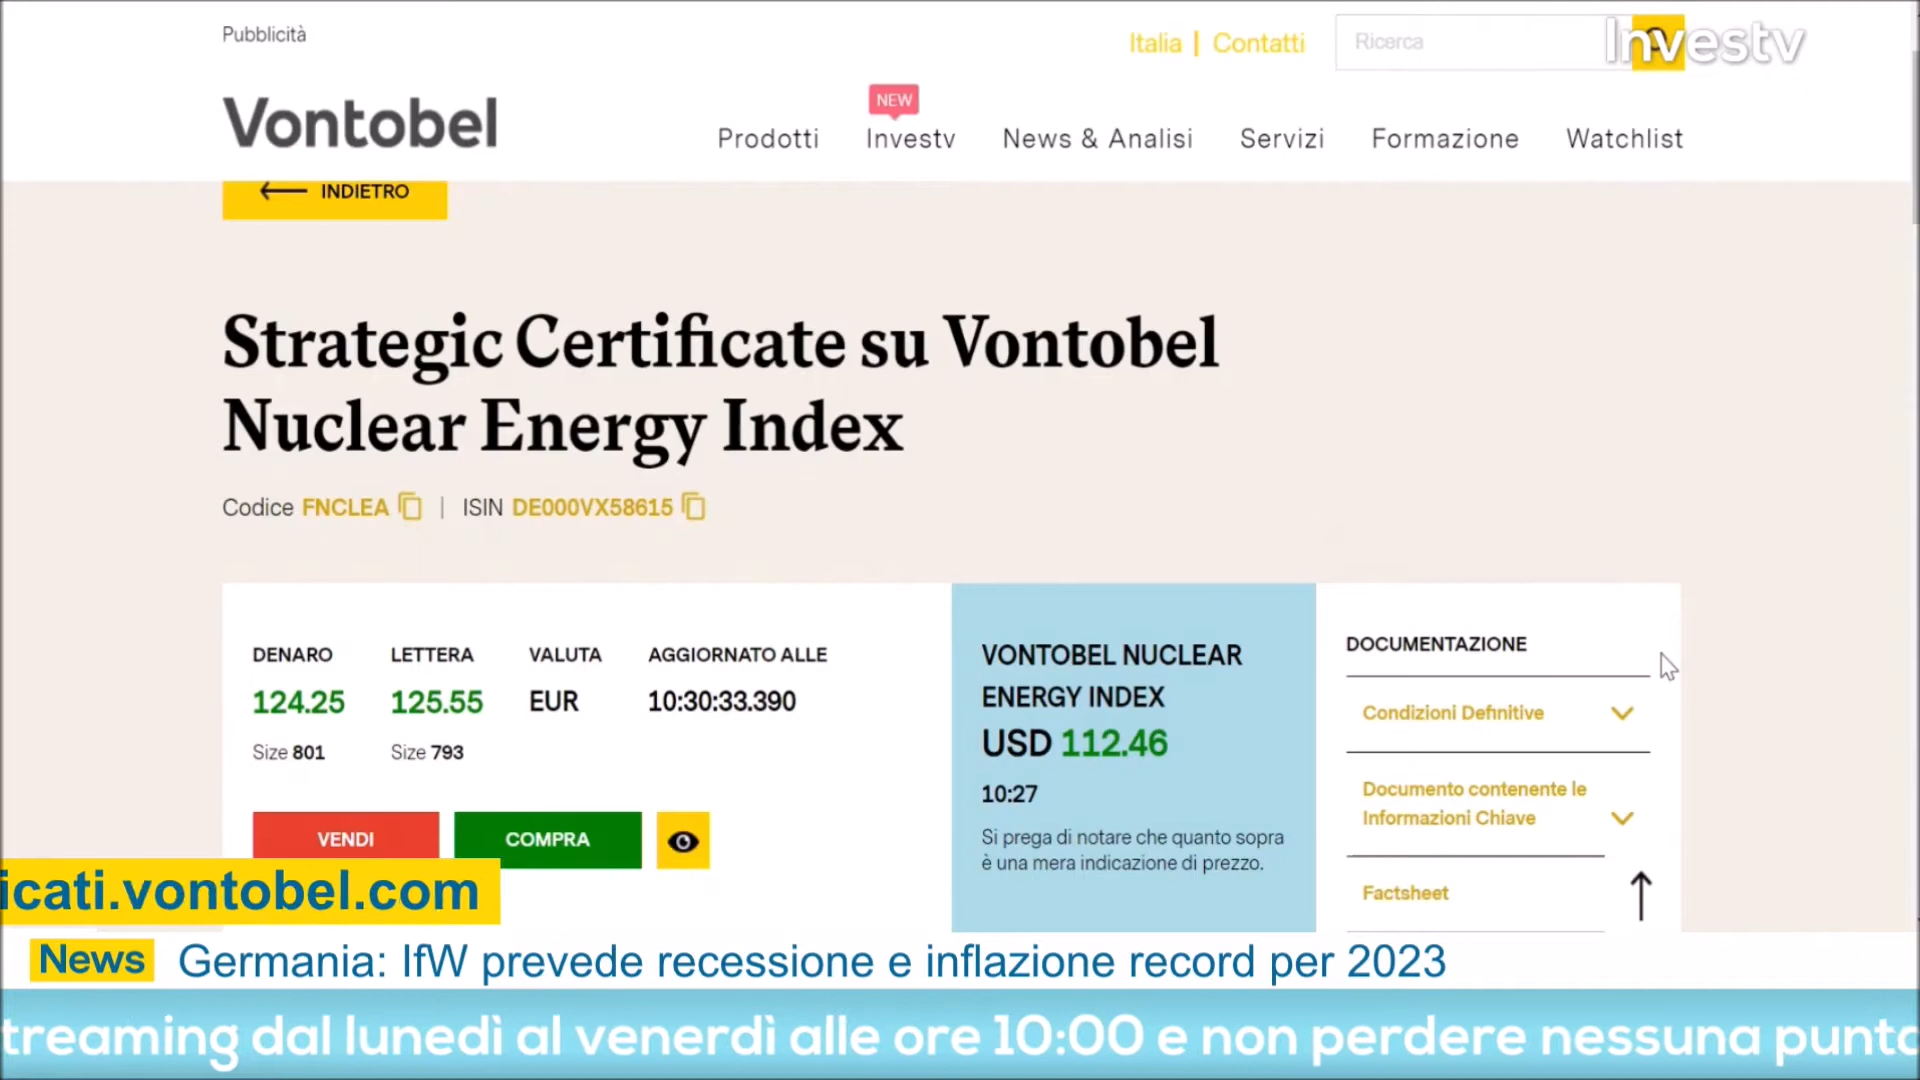 Pubblicità
Italia | Contatti
Ricerca
Investv
Vontobel
NEW
Prodotti Investv News & Analisi Servizi Formazione Watchlist
INDIETRO
Strategic Certificate su Vontobel
Nuclear Energy Index
Codice FNCLEA | ISIN DE000VX58615
DENARO LETTERA VALUTA AGGIORNATO ALLE
124.25 125.55 EUR 10:30:33.390
Size 801 Size 793
VENDI COMPRA
VONTOBEL NUCLEAR
ENERGY INDEX
USD 112.46
10:27
Si prega di notare che quanto sopra
è una mera indicazione di prezzo.
DOCUMENTAZIONE
Condizioni Definitive
Documento contenente le
Informazioni Chiave
Factsheet
icati.vontobel.com
News Germania: IfW prevede recessione e inflazione record per 2023
treaming dal lunedì al venerdì alle ore 10:00 e non perdere nessuna punta